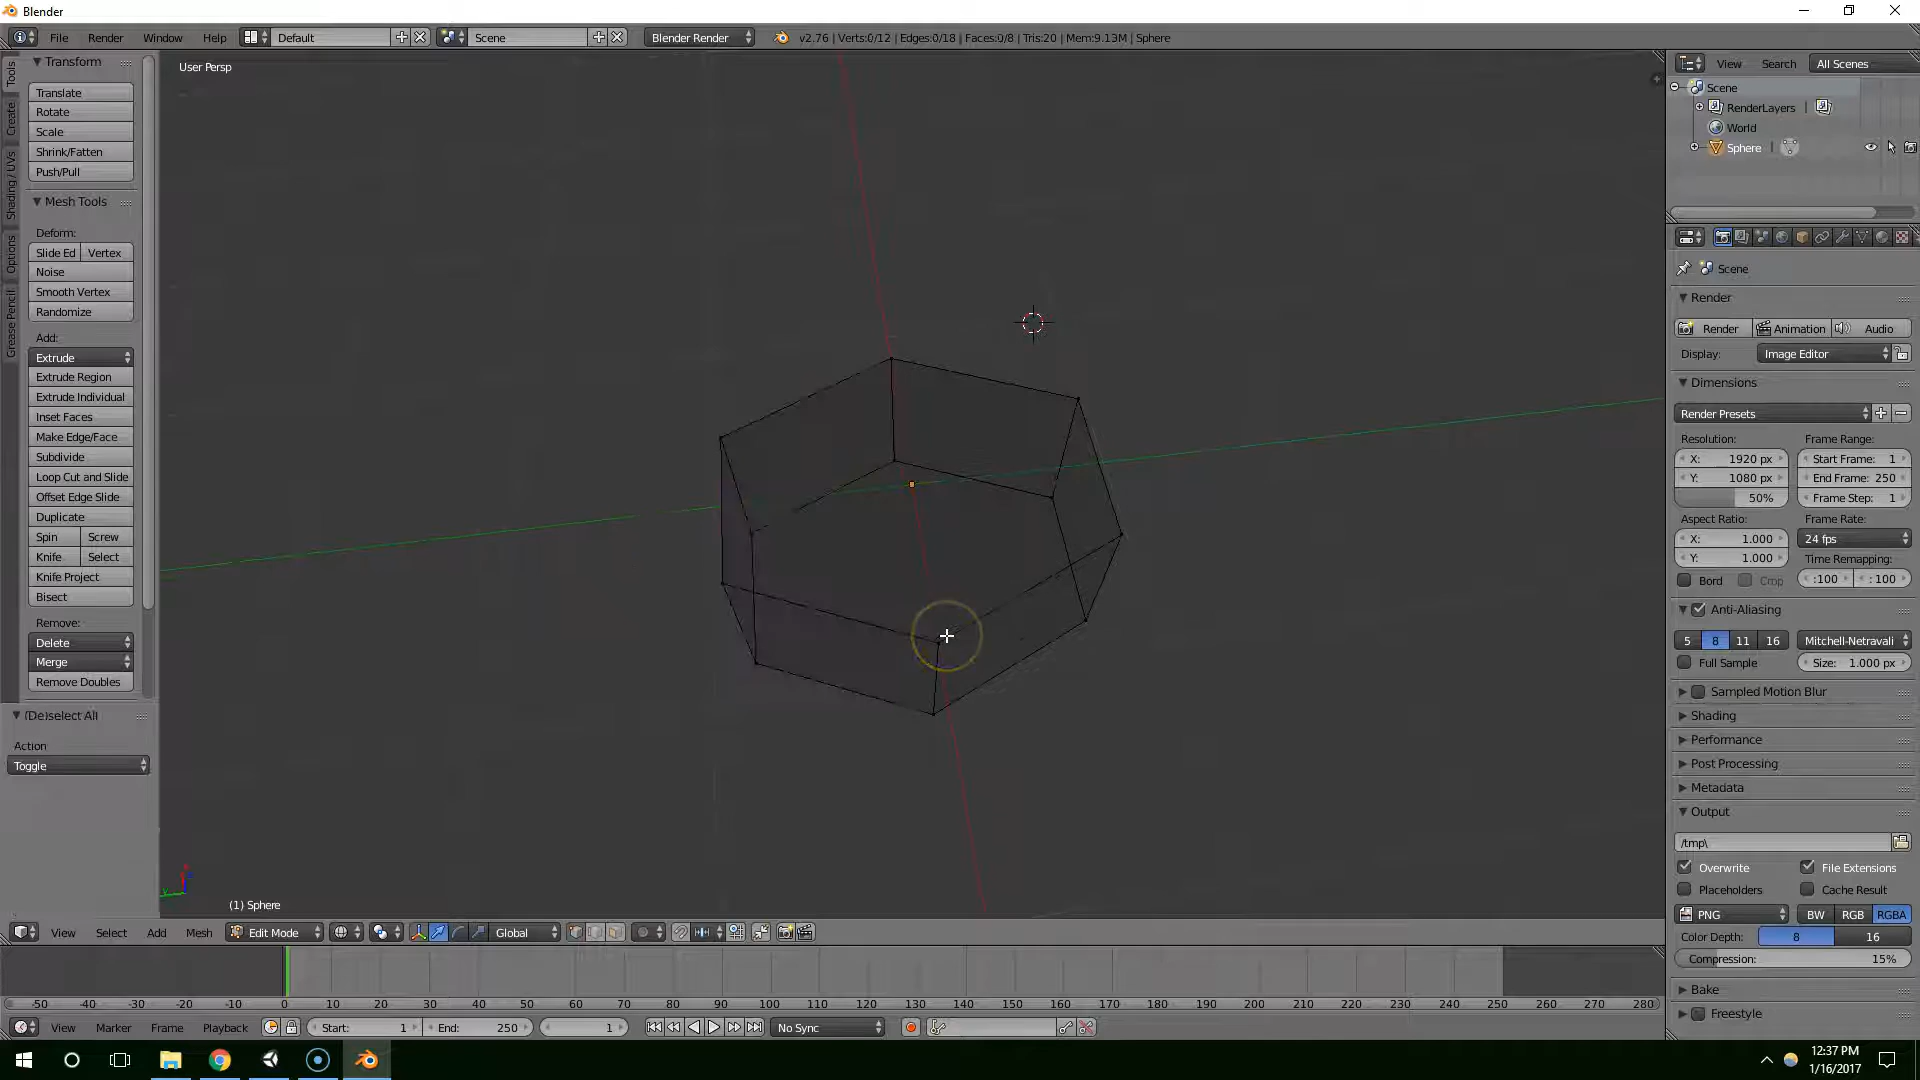 Blender
File Render Window Help Default Scene Blender Render v2.76 | Verts:0/12 | Edges:0/18 | Faces:0/8 | Tris:20 | Mem:9.13M | Sphere
Tools
Create
Shading / UVs
Options
Grease Pencil
Transform
Translate
Rotate
Scale
Shrink/Fatten
Push/Pull
Mesh Tools
Deform:
Slide Ed Vertex
Noise
Smooth Vertex
Randomize
Add:
Extrude
Extrude Region
Extrude Individual
Inset Faces
Make Edge/Face
Subdivide
Loop Cut and Slide
Offset Edge Slide
Duplicate
Spin Screw
Knife Select
Knife Project
Bisect
Remove:
Delete
Merge
Remove Doubles
(De)select All
Action
Toggle
User Persp
(1) Sphere
View Select Add Mesh Edit Mode Global
-50 -40 -30 -20 -10 0 10 20 30 40 50 60 70 80 90 100 110 120 130 140 150 160 170 180 190 200 210 220 230 240 250 260 270 280
View Marker Frame Playback Start: 1 End: 250 1 No Sync
View Search All Scenes
Scene
RenderLayers
World
Sphere
Scene
Render
Render Animation Audio
Display: Image Editor
Dimensions
Render Presets
Resolution: Frame Range:
X: 1920 px Start Frame: 1
Y: 1080 px End Frame: 250
50% Frame Step: 1
Aspect Ratio: Frame Rate:
X: 1.000 24 fps
Y: 1.000 Time Remapping:
Bord Crop :100 : 100
Anti-Aliasing
5 8 11 16 Mitchell-Netravali
Full Sample Size: 1.000 px
Sampled Motion Blur
Shading
Performance
Post Processing
Metadata
Output
/tmp\
Overwrite File Extensions
Placeholders Cache Result
PNG BW RGB RGBA
Color Depth: 8 16
Compression: 15%
Bake
Freestyle
12:37 PM
1/16/2017